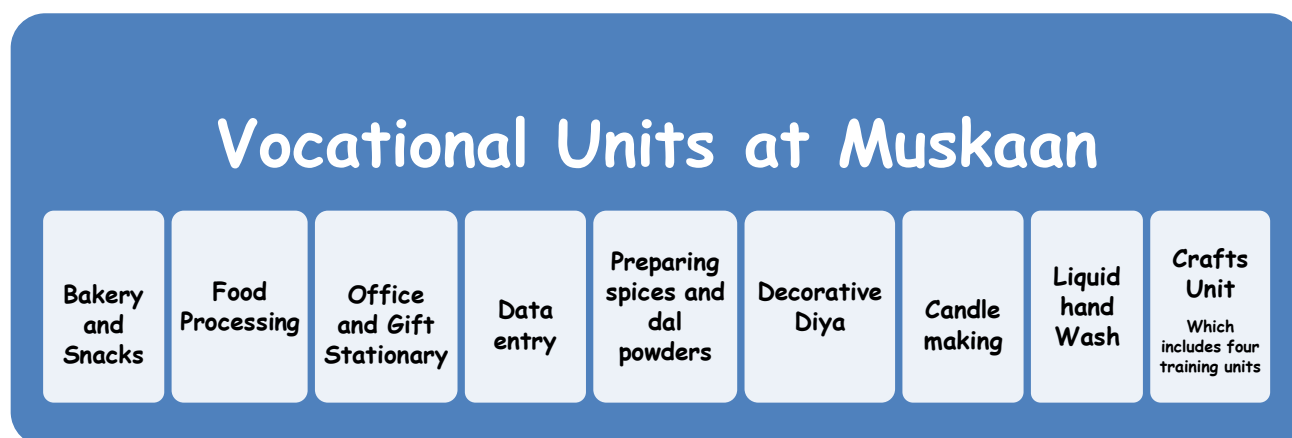 Vocational Units at Muskaan
Bakery
and
Snacks
Food
Processing
Office
and Gift
Stationary
Data
entry
Preparing
spices and
dal
powders
Decorative
Diya
Candle
making
Liquid
hand
Wash
Crafts
Unit
Which
includes four
training units